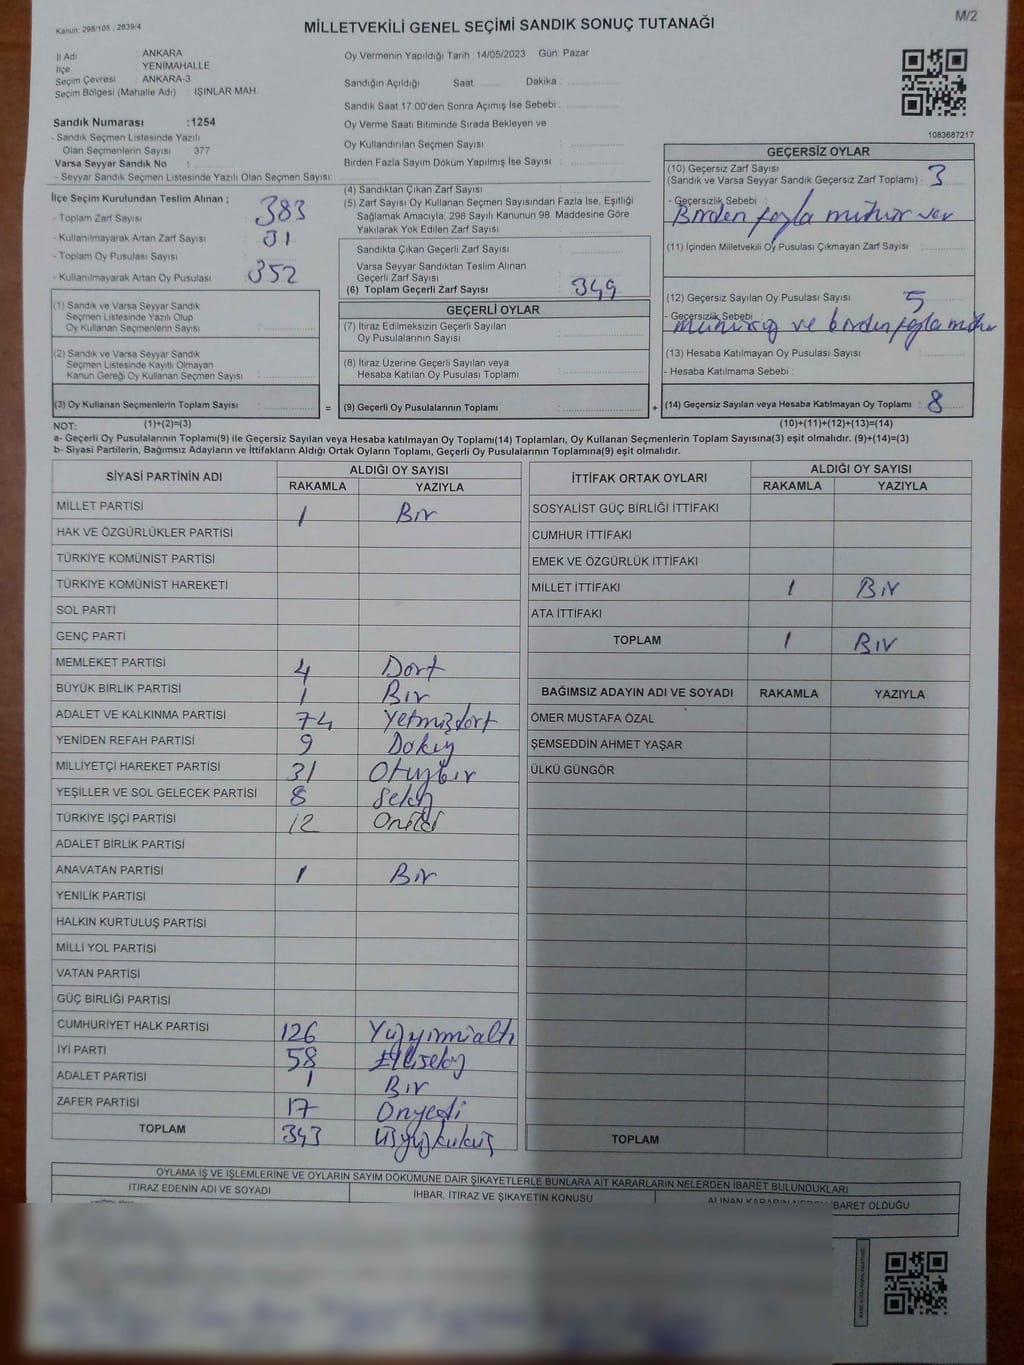 Kanun: 298/105 , 2839/4
MİLLETVEKİLİ GENEL SEÇİMİ SANDIK SONUÇ TUTANAĞI
M/2
İl Adı : ANKARA
İlçe : YENİMAHALLE
Seçim Çevresi : ANKARA-3
Seçim Bölgesi (Mahalle Adı) : IŞINLAR MAH.
Oy Vermenin Yapıldığı Tarih : 14/05/2023 Gün: Pazar
Sandığın Açıldığı Saat: Dakika :
Sandık Saat 17:00'den Sonra Açılmış İse Sebebi :
Oy Verme Saati Bitiminde Sırada Bekleyen ve
Oy Kullandırılan Seçmen Sayısı :
Birden Fazla Sayım Döküm Yapılmış İse Sayısı :
1083687217
Sandık Numarası :1254
- Sandık Seçmen Listesinde Yazılı
Olan Seçmenlerin Sayısı : 377
Varsa Seyyar Sandık No :
- Seyyar Sandık Seçmen Listesinde Yazılı Olan Seçmen Sayısı:
İlçe Seçim Kurulundan Teslim Alınan ;
- Toplam Zarf Sayısı : 383
- Kullanılmayarak Artan Zarf Sayısı : 31
- Toplam Oy Pusulası Sayısı :
- Kullanılmayarak Artan Oy Pusulası : 352
(4) Sandıktan Çıkan Zarf Sayısı :
(5) Zarf Sayısı Oy Kullanan Seçmen Sayısından Fazla İse, Eşitliği
Sağlamak Amacıyla; 298 Sayılı Kanunun 98. Maddesine Göre
Yakılarak Yok Edilen Zarf Sayısı :
Sandıkta Çıkan Geçerli Zarf Sayısı :
Varsa Seyyar Sandıktan Teslim Alınan
Geçerli Zarf Sayısı
(6) Toplam Geçerli Zarf Sayısı : 349
GEÇERSİZ OYLAR
(10) Geçersiz Zarf Sayısı
(Sandık ve Varsa Seyyar Sandık Geçersiz Zarf Toplamı) : 3
- Geçersizlik Sebebi :
Birden fazla mühür var
(11) İçinden Milletvekili Oy Pusulası Çıkmayan Zarf Sayısı :
(12) Geçersiz Sayılan Oy Pusulası Sayısı : 5
- Geçersizlik Sebebi
mühürsüz ve birden fazla mühür
(13) Hesaba Katılmayan Oy Pusulası Sayısı :
- Hesaba Katılmama Sebebi :
(14) Geçersiz Sayılan veya Hesaba Katılmayan Oy Toplamı : 8
(10)+(11)+(12)+(13)=(14)
(1) Sandık ve Varsa Seyyar Sandık
Seçmen Listesinde Yazılı Olup
Oy Kullanan Seçmenlerin Sayısı :
(2) Sandık ve Varsa Seyyar Sandık
Seçmen Listesinde Kayıtlı Olmayan
Kanun Gereği Oy Kullanan Seçmen Sayısı :
(3) Oy Kullanan Seçmenlerin Toplam Sayısı :
(1)+(2)=(3)
GEÇERLİ OYLAR
(7) İtiraz Edilmeksizin Geçerli Sayılan
Oy Pusulalarının Sayısı :
(8) İtiraz Üzerine Geçerli Sayılan veya
Hesaba Katılan Oy Pusulası Toplamı :
= (9) Geçerli Oy Pusulalarının Toplamı : +
NOT:
a- Geçerli Oy Pusulalarının Toplamı(9) ile Geçersiz Sayılan veya Hesaba katılmayan Oy Toplamı(14) Toplamları, Oy Kullanan Seçmenlerin Toplam Sayısına(3) eşit olmalıdır. (9)+(14)=(3)
b- Siyasi Partilerin, Bağımsız Adayların ve İttifakların Aldığı Ortak Oyların Toplamı, Geçerli Oy Pusulalarının Toplamına(9) eşit olmalıdır.
SİYASİ PARTİNİN ADI ALDIĞI OY SAYISI
RAKAMLA YAZIYLA
MİLLET PARTİSİ 1 Bir
HAK VE ÖZGÜRLÜKLER PARTİSİ
TÜRKİYE KOMÜNİST PARTİSİ
TÜRKİYE KOMÜNİST HAREKETİ
SOL PARTİ
GENÇ PARTİ
MEMLEKET PARTİSİ 4 Dört
BÜYÜK BİRLİK PARTİSİ 1 Bir
ADALET VE KALKINMA PARTİSİ 74 Yetmişdört
YENİDEN REFAH PARTİSİ 9 Dokuz
MİLLİYETÇİ HAREKET PARTİSİ 31 Otuzbir
YEŞİLLER VE SOL GELECEK PARTİSİ 8 Sekiz
TÜRKİYE İŞÇİ PARTİSİ 12 Oniki
ADALET BİRLİK PARTİSİ
ANAVATAN PARTİSİ 1 Bir
YENİLİK PARTİSİ
HALKIN KURTULUŞ PARTİSİ
MİLLİ YOL PARTİSİ
VATAN PARTİSİ
GÜÇ BİRLİĞİ PARTİSİ
CUMHURİYET HALK PARTİSİ 126 Yüzyirmialtı
İYİ PARTİ 58 Ellisekiz
ADALET PARTİSİ 1 Bir
ZAFER PARTİSİ 17 Onyedi
TOPLAM 343 Üçyüzkırküç
İTTİFAK ORTAK OYLARI ALDIĞI OY SAYISI
RAKAMLA YAZIYLA
SOSYALİST GÜÇ BİRLİĞİ İTTİFAKI
CUMHUR İTTİFAKI
EMEK VE ÖZGÜRLÜK İTTİFAKI
MİLLET İTTİFAKI 1 Bir
ATA İTTİFAKI
TOPLAM 1 Bir
BAĞIMSIZ ADAYIN ADI VE SOYADI RAKAMLA YAZIYLA
ÖMER MUSTAFA ÖZAL
ŞEMSEDDİN AHMET YAŞAR
ÜLKÜ GÜNGÖR
TOPLAM
OYLAMA İŞ VE İŞLEMLERİNE VE OYLARIN SAYIM DÖKÜMÜNE DAİR ŞİKAYETLERLE BUNLARA AİT KARARLARIN NELERDEN İBARET BULUNDUKLARI
İTİRAZ EDENİN ADI VE SOYADI
İHBAR, İTİRAZ VE ŞİKAYETİN KONUSU
ALINAN KARARIN NEDEN İBARET OLDUĞU